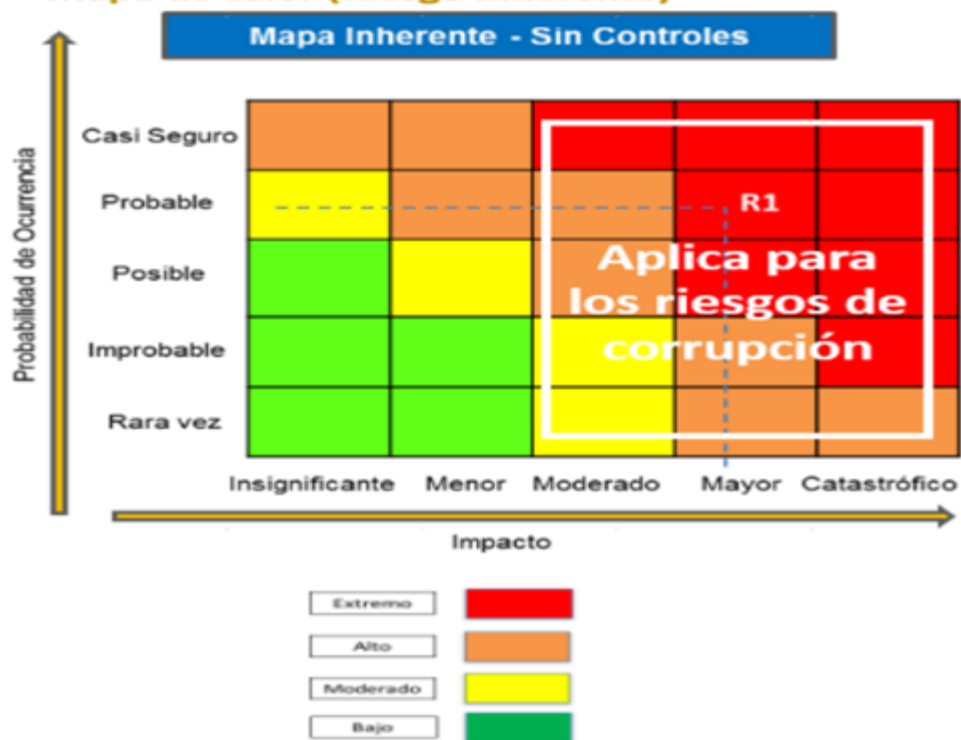 Mapa Inherente - Sin Controles
Probabilidad de Ocurrencia
Casi Seguro
Probable
R1
Posible
Aplica para
los riesgos de
corrupción
Improbable
Rara vez
Insignificante Menor Moderado Mayor Catastrófico
Impacto
Extremo
Alto
Moderado
Bajo